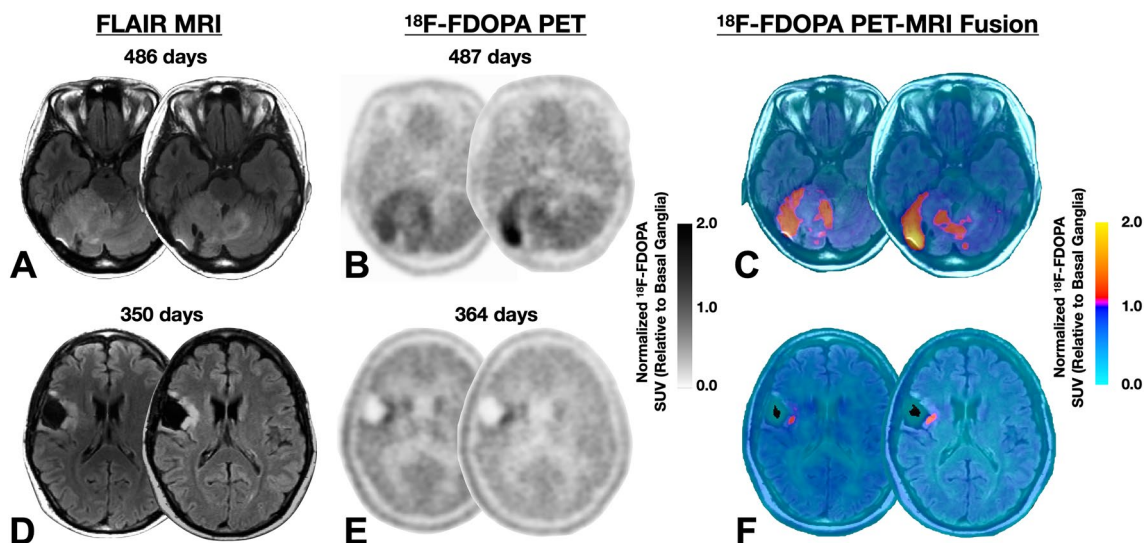 FLAIR MRI
¹⁸F-FDOPA PET
¹⁸F-FDOPA PET-MRI Fusion
486 days
487 days
A
B
C
Normalized ¹⁸F-FDOPA
SUV (Relative to Basal Ganglia)
2.0
1.0
0.0
Normalized ¹⁸F-FDOPA
SUV (Relative to Basal Ganglia)
2.0
1.0
0.0
350 days
364 days
D
E
F